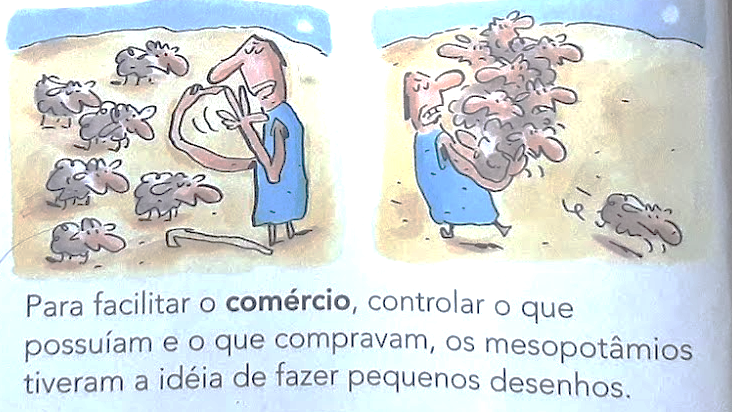 Para facilitar o comércio, controlar o que
possuíam e o que compravam, os mesopotâmios
tiveram a idéia de fazer pequenos desenhos.